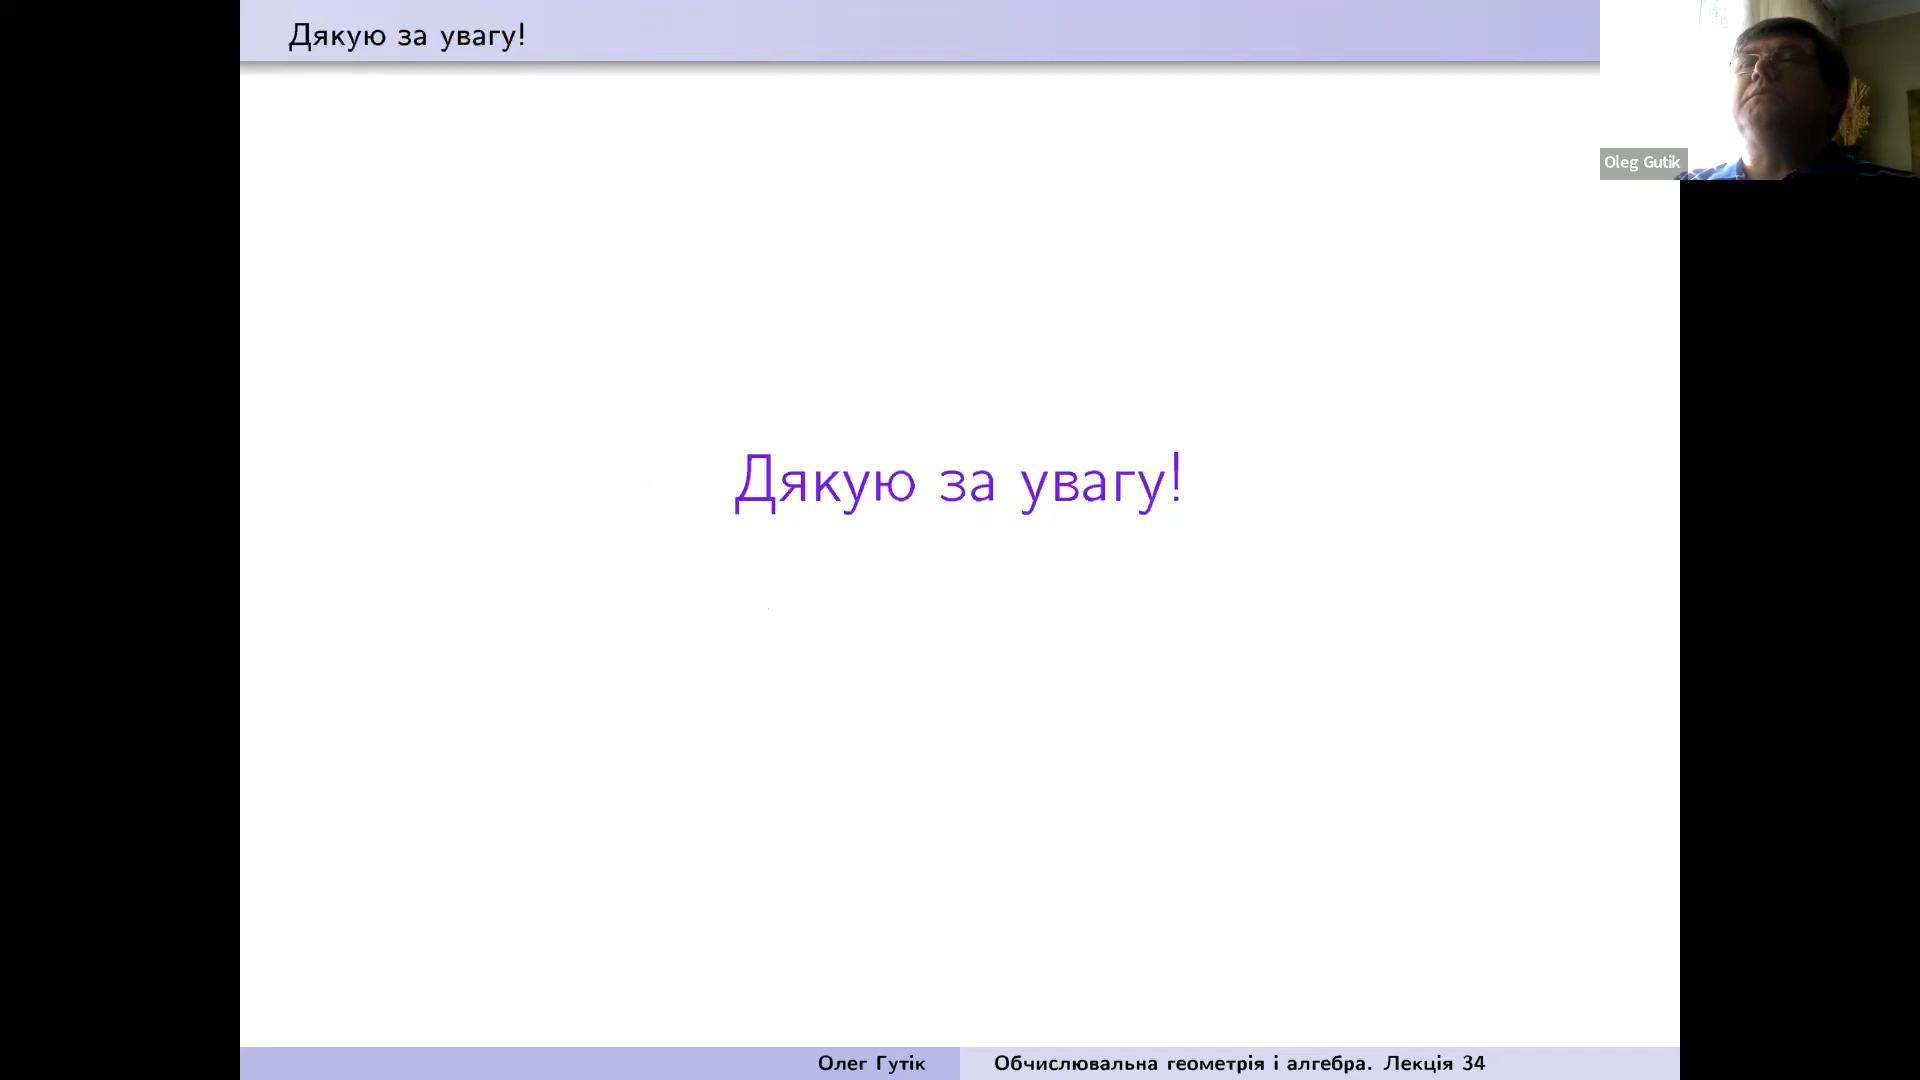 Дякую за увагу!
Oleg Gutik
Дякую за увагу!
Олег Гутік
Обчислювальна геометрія і алгебра. Лекція 34